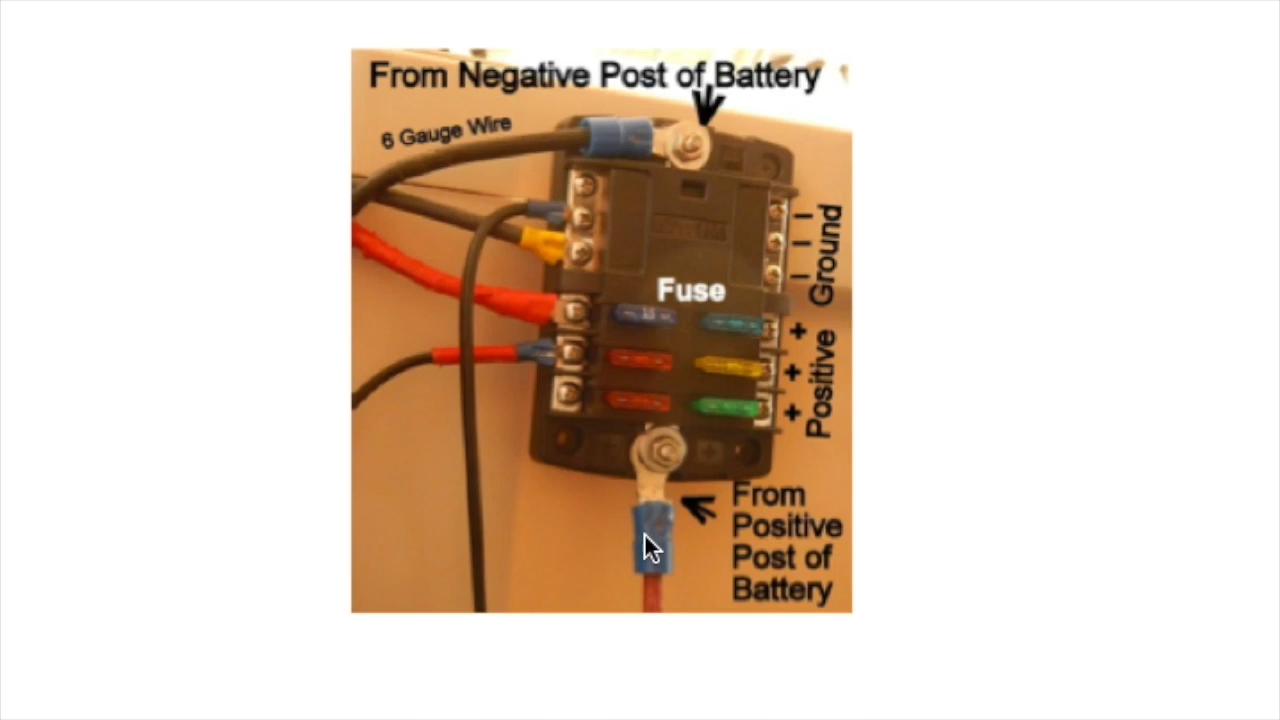 From Negative Post of Battery
6 Gauge Wire
Fuse
Ground
Positive
From
Positive
Post of
Battery